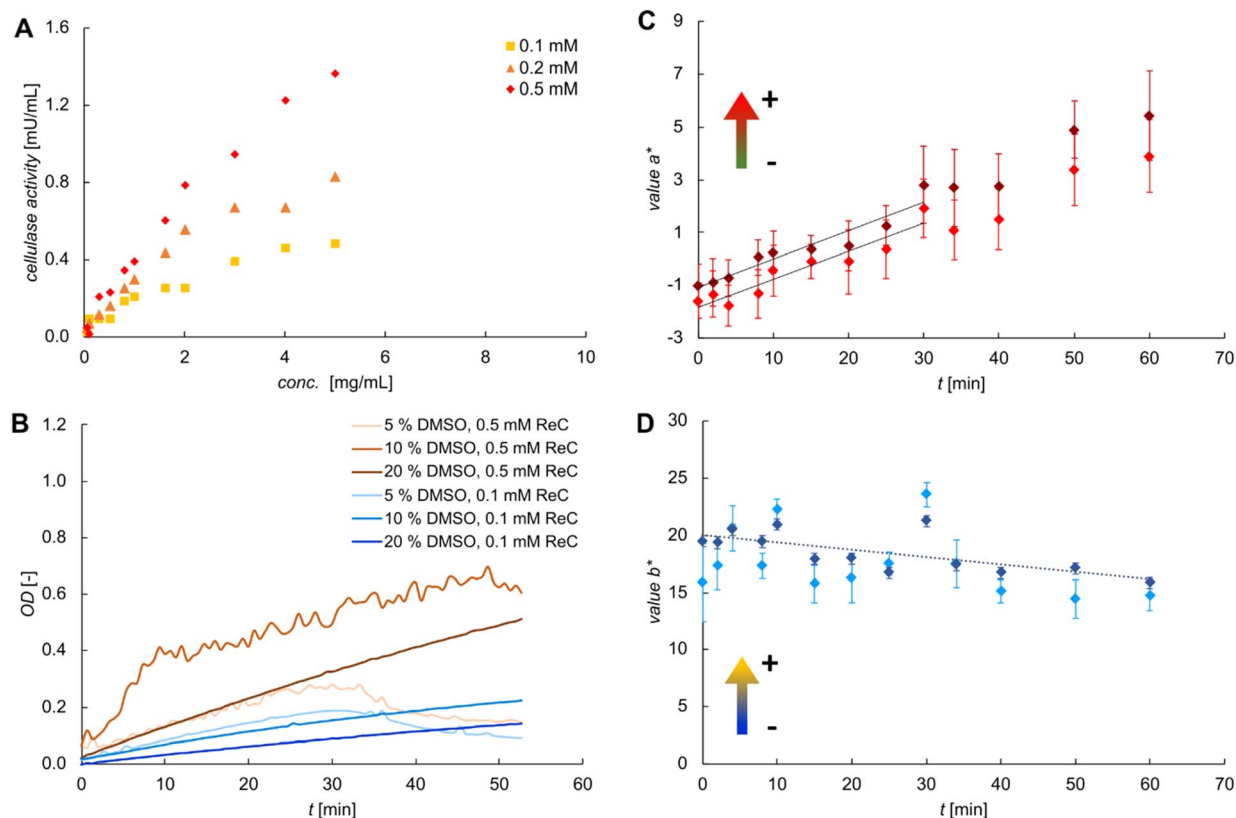 A
1.6
1.2
0.8
0.4
0.0
cellulase activity [mU/mL]
0.1 mM
0.2 mM
0.5 mM
0
2
4
6
8
10
conc. [mg/mL]
B
1.2
1.0
0.8
0.6
0.4
0.2
0.0
OD [-]
5 % DMSO, 0.5 mM ReC
10 % DMSO, 0.5 mM ReC
20 % DMSO, 0.5 mM ReC
5 % DMSO, 0.1 mM ReC
10 % DMSO, 0.1 mM ReC
20 % DMSO, 0.1 mM ReC
0
10
20
30
40
50
60
t [min]
C
9
7
5
3
1
-1
-3
value a*
+
-
0
10
20
30
40
50
60
70
t [min]
D
30
25
20
15
10
5
0
value b*
+
-
0
10
20
30
40
50
60
70
t [min]